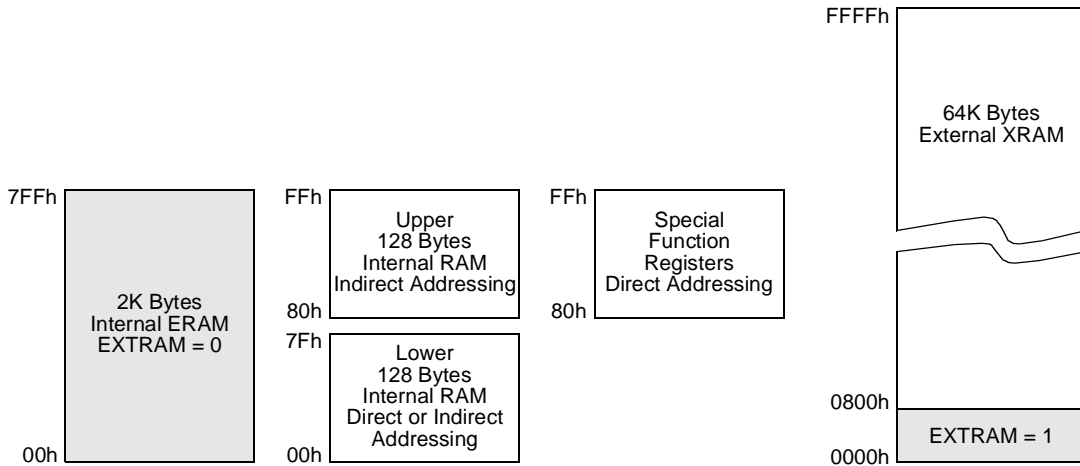 7FFh
2K Bytes
Internal ERAM
EXTRAM = 0
00h
FFh
Upper
128 Bytes
Internal RAM
Indirect Addressing
80h
7Fh
Lower
128 Bytes
Internal RAM
Direct or Indirect
Addressing
00h
FFh
Special
Function
Registers
Direct Addressing
80h
FFFFh
64K Bytes
External XRAM
0800h
EXTRAM = 1
0000h